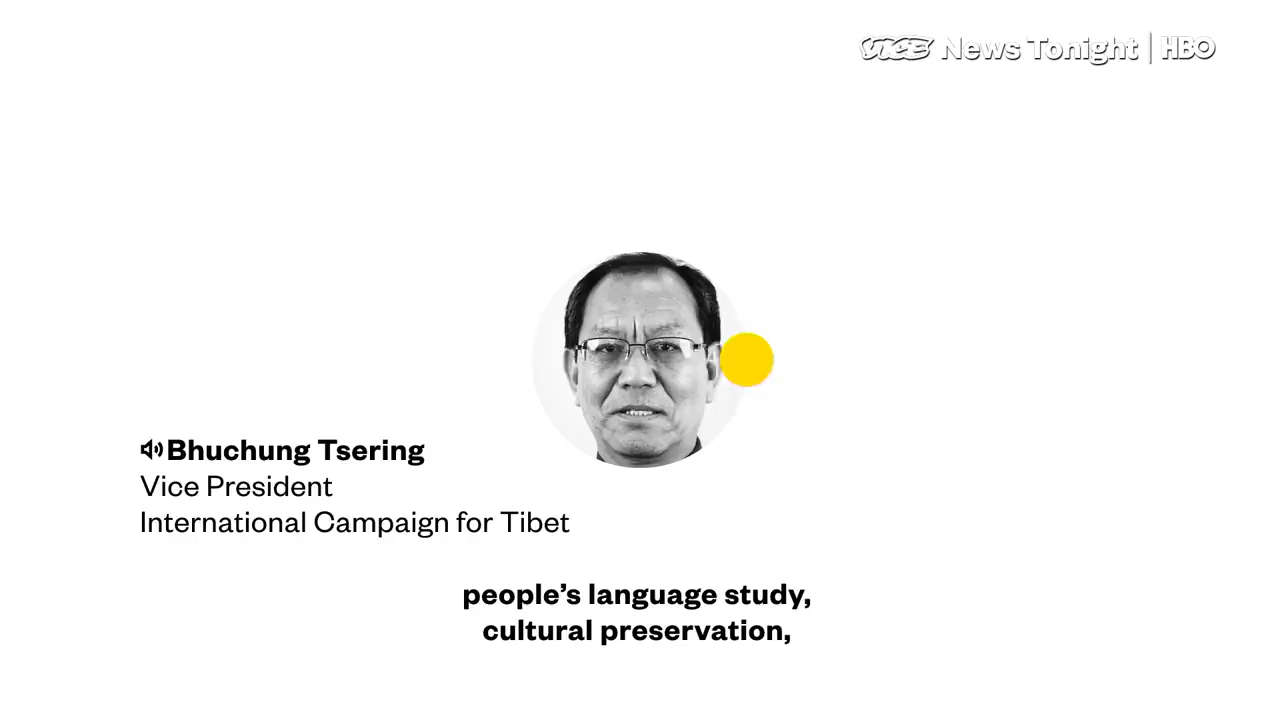 VICE News Tonight | HBO
Bhuchung Tsering
Vice President
International Campaign for Tibet
people’s language study,
cultural preservation,